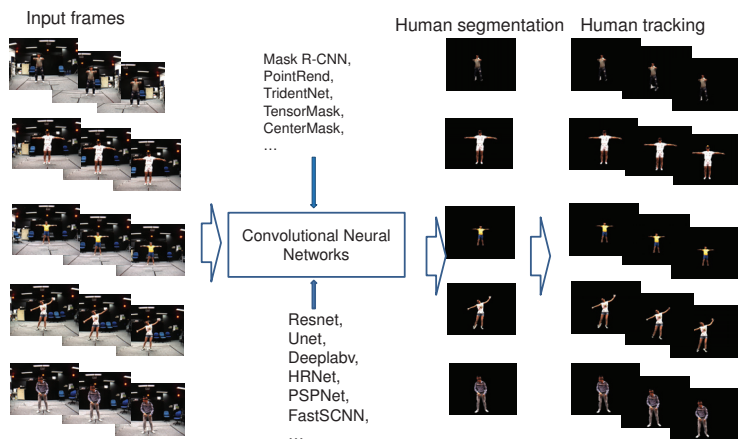 Input frames
Human segmentation
Human tracking
Mask R-CNN,
PointRend,
TridentNet,
TensorMask,
CenterMask,
…
Convolutional Neural
Networks
Resnet,
Unet,
Deeplabv,
HRNet,
PSPNet,
FastSCNN,
…